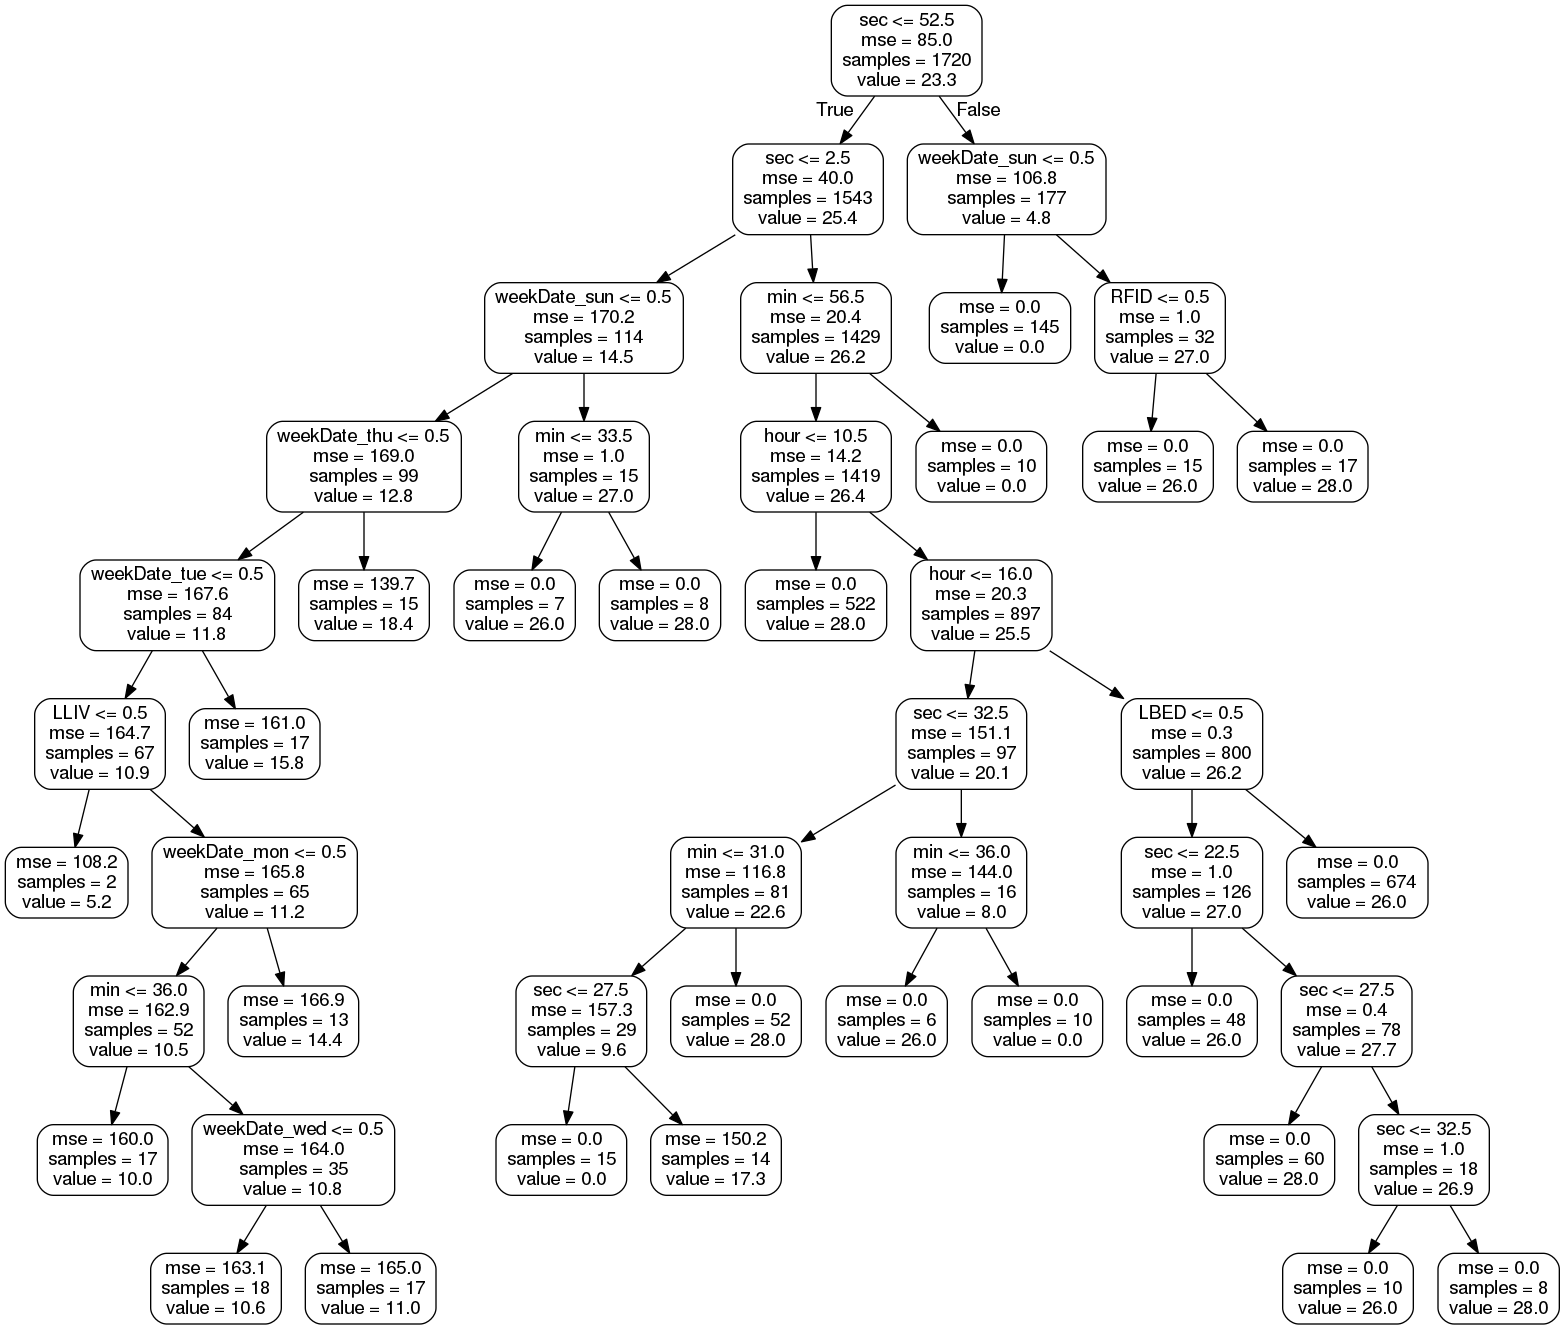 sec <= 52.5
mse = 85.0
samples = 1720
value = 23.3
True
False
sec <= 2.5
mse = 40.0
samples = 1543
value = 25.4
weekDate_sun <= 0.5
mse = 106.8
samples = 177
value = 4.8
weekDate_sun <= 0.5
mse = 170.2
samples = 114
value = 14.5
min <= 56.5
mse = 20.4
samples = 1429
value = 26.2
mse = 0.0
samples = 145
value = 0.0
RFID <= 0.5
mse = 1.0
samples = 32
value = 27.0
weekDate_thu <= 0.5
mse = 169.0
samples = 99
value = 12.8
min <= 33.5
mse = 1.0
samples = 15
value = 27.0
hour <= 10.5
mse = 14.2
samples = 1419
value = 26.4
mse = 0.0
samples = 10
value = 0.0
mse = 0.0
samples = 15
value = 26.0
mse = 0.0
samples = 17
value = 28.0
weekDate_tue <= 0.5
mse = 167.6
samples = 84
value = 11.8
mse = 139.7
samples = 15
value = 18.4
mse = 0.0
samples = 7
value = 26.0
mse = 0.0
samples = 8
value = 28.0
mse = 0.0
samples = 522
value = 28.0
hour <= 16.0
mse = 20.3
samples = 897
value = 25.5
LLIV <= 0.5
mse = 164.7
samples = 67
value = 10.9
mse = 161.0
samples = 17
value = 15.8
sec <= 32.5
mse = 151.1
samples = 97
value = 20.1
LBED <= 0.5
mse = 0.3
samples = 800
value = 26.2
mse = 108.2
samples = 2
value = 5.2
weekDate_mon <= 0.5
mse = 165.8
samples = 65
value = 11.2
min <= 31.0
mse = 116.8
samples = 81
value = 22.6
min <= 36.0
mse = 144.0
samples = 16
value = 8.0
sec <= 22.5
mse = 1.0
samples = 126
value = 27.0
mse = 0.0
samples = 674
value = 26.0
min <= 36.0
mse = 162.9
samples = 52
value = 10.5
mse = 166.9
samples = 13
value = 14.4
sec <= 27.5
mse = 157.3
samples = 29
value = 9.6
mse = 0.0
samples = 52
value = 28.0
mse = 0.0
samples = 6
value = 26.0
mse = 0.0
samples = 10
value = 0.0
mse = 0.0
samples = 48
value = 26.0
sec <= 27.5
mse = 0.4
samples = 78
value = 27.7
mse = 160.0
samples = 17
value = 10.0
weekDate_wed <= 0.5
mse = 164.0
samples = 35
value = 10.8
mse = 0.0
samples = 15
value = 0.0
mse = 150.2
samples = 14
value = 17.3
mse = 0.0
samples = 60
value = 28.0
sec <= 32.5
mse = 1.0
samples = 18
value = 26.9
mse = 163.1
samples = 18
value = 10.6
mse = 165.0
samples = 17
value = 11.0
mse = 0.0
samples = 10
value = 26.0
mse = 0.0
samples = 8
value = 28.0